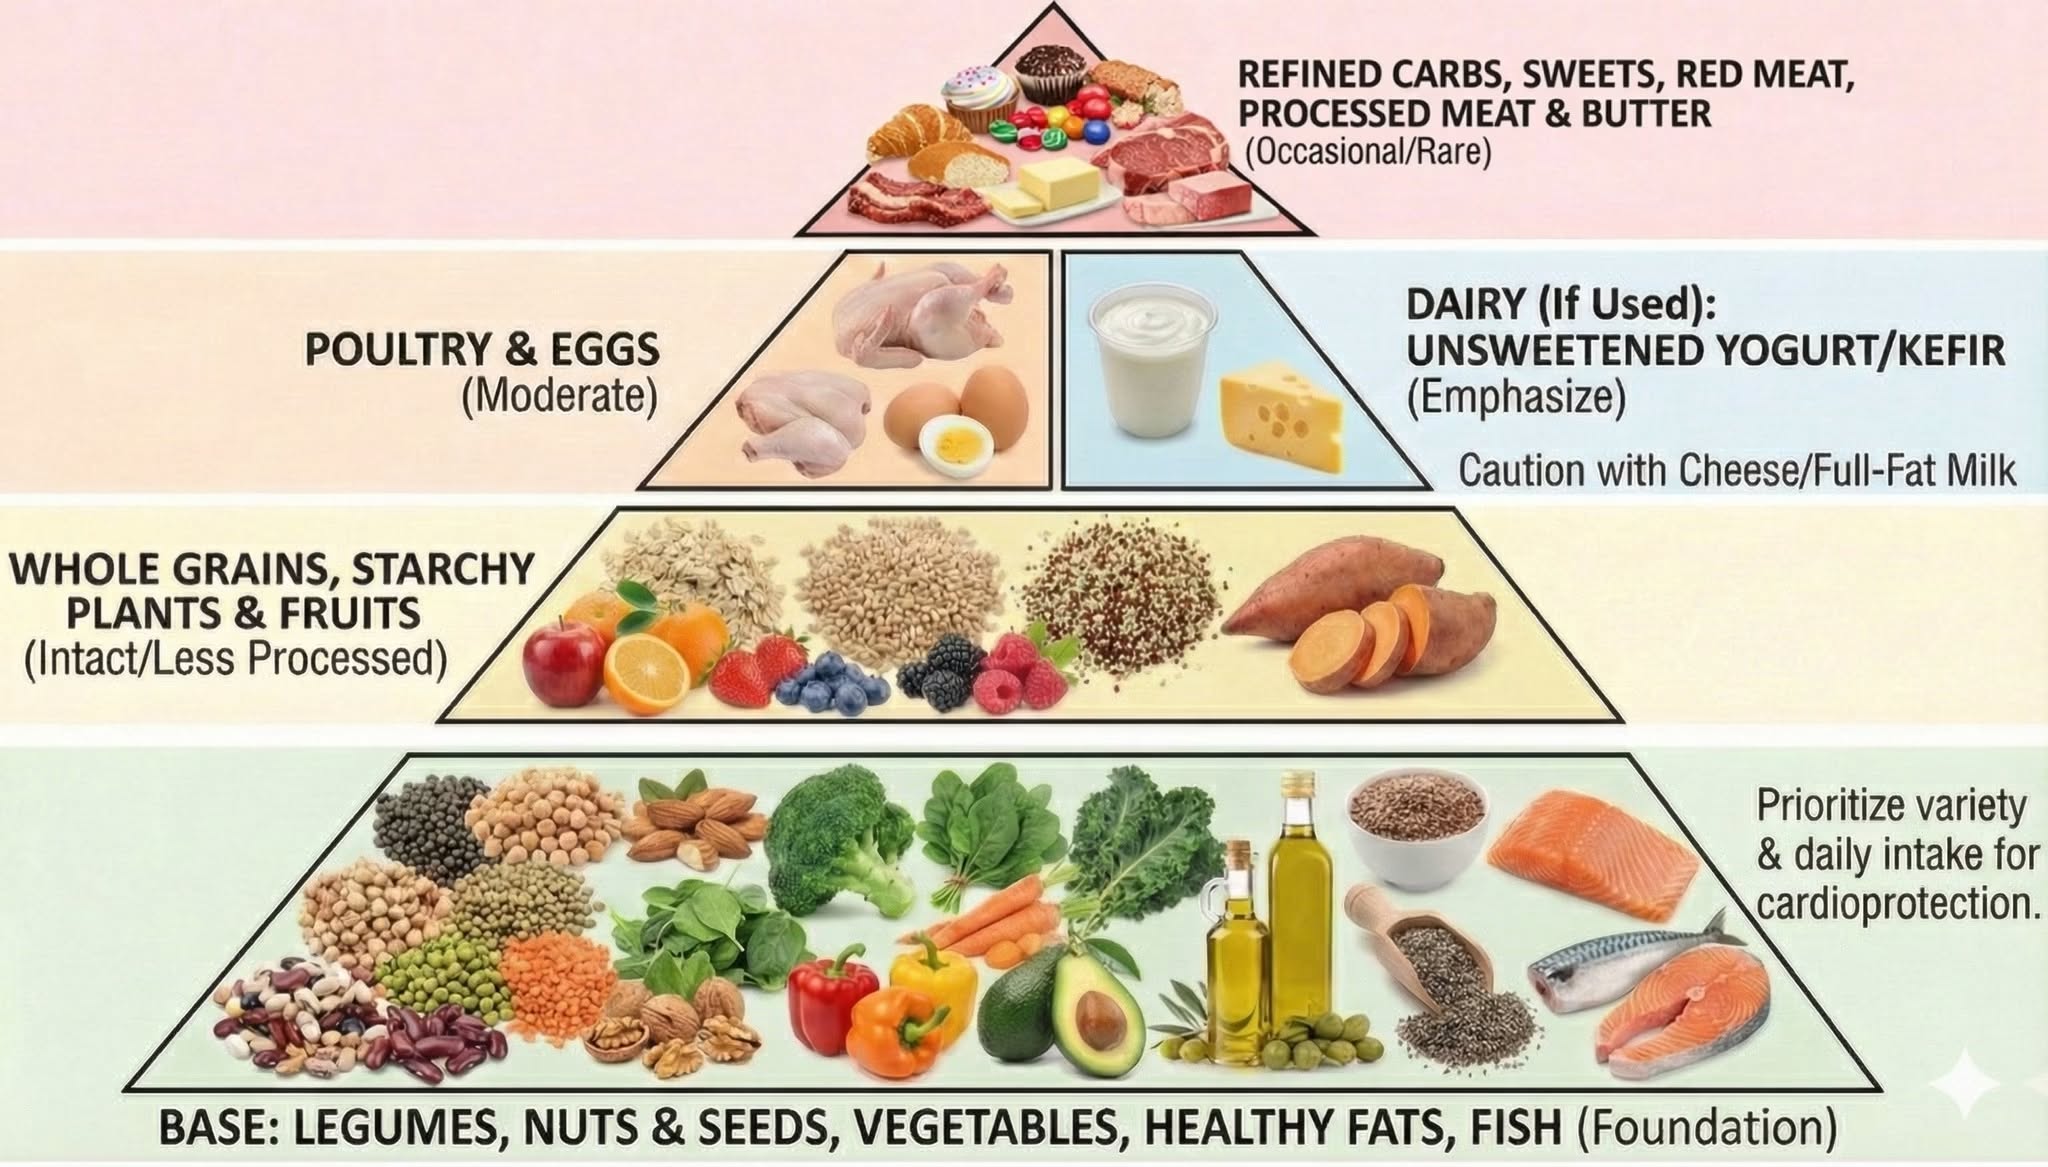 REFINED CARBS, SWEETS, RED MEAT,
PROCESSED MEAT & BUTTER
(Occasional/Rare)
POULTRY & EGGS
(Moderate)
DAIRY (If Used):
UNSWEETENED YOGURT/KEFIR
(Emphasize)
Caution with Cheese/Full-Fat Milk
WHOLE GRAINS, STARCHY
PLANTS & FRUITS
(Intact/Less Processed)
Prioritize variety
& daily intake for
cardioprotection.
BASE: LEGUMES, NUTS & SEEDS, VEGETABLES, HEALTHY FATS, FISH (Foundation)